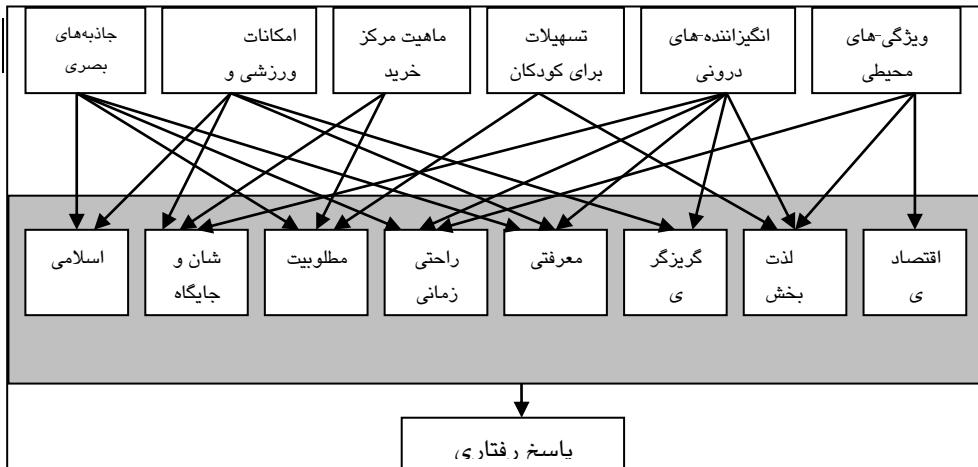 ویژگی-های
محیطی
انگیزاننده-های
درونی
تسهیلات
برای کودکان
ماهیت مرکز
خرید
امکانات
ورزشی و
جاذبه‌های
بصری
اقتصاد
ی
لذت
بخش
گریزگر
ی
معرفتی
راحتی
زمانی
مطلوبیت
شان و
جایگاه
اسلامی
پاسخ رفتاری